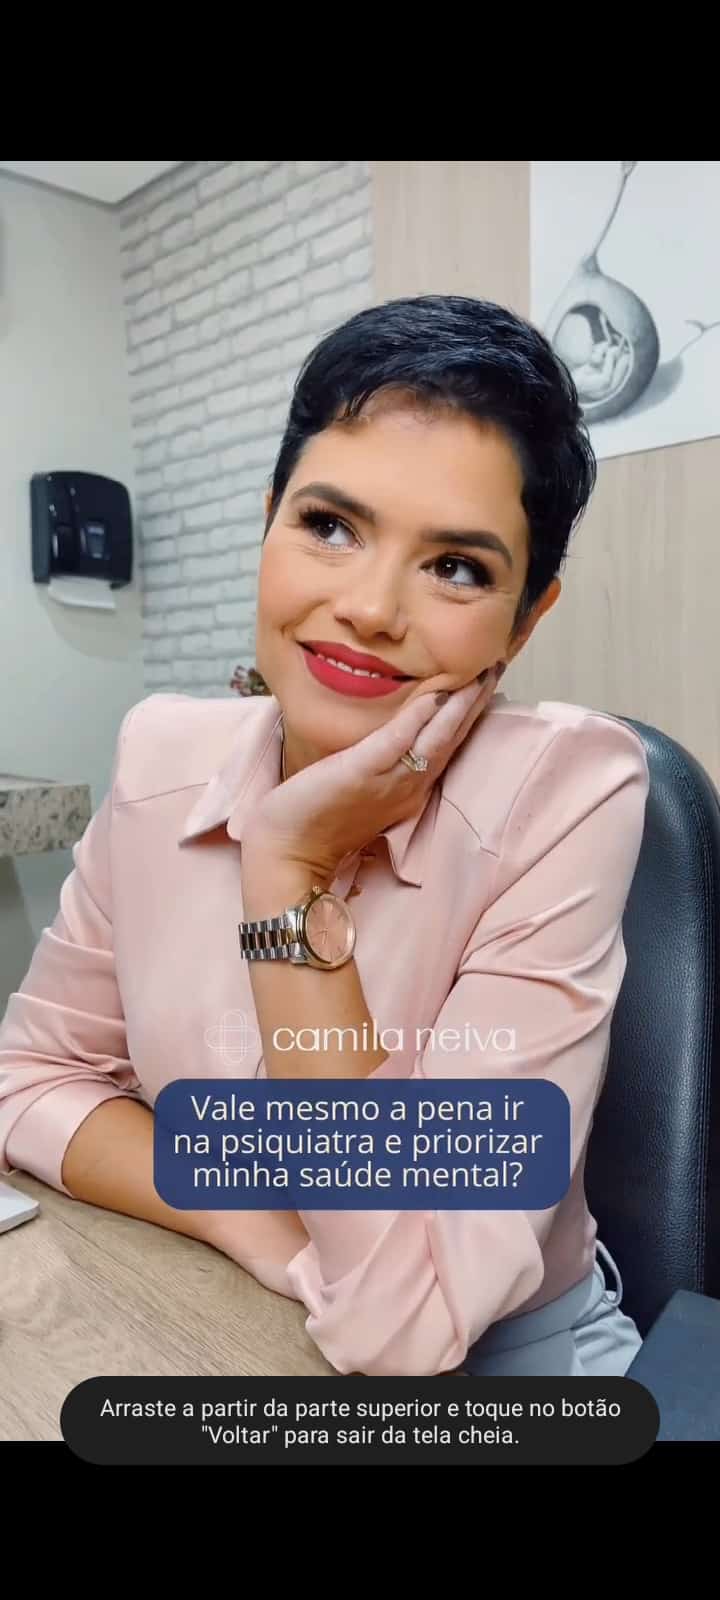 camila neiva
Vale mesmo a pena ir
na psiquiatra e priorizar
minha saúde mental?
Arraste a partir da parte superior e toque no botão
"Voltar" para sair da tela cheia.